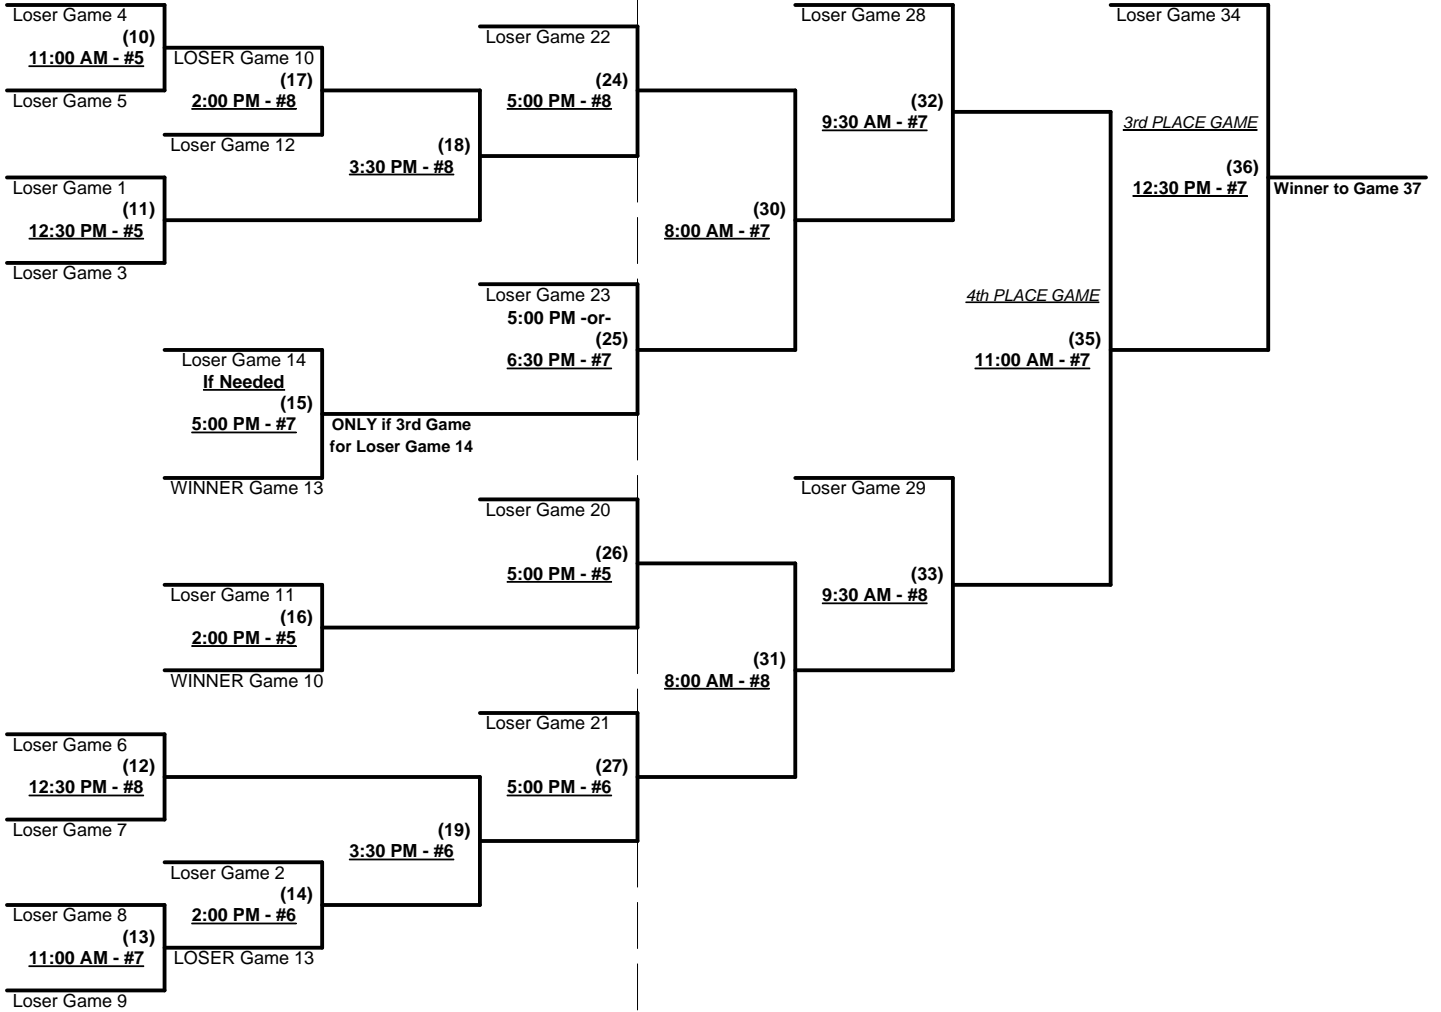 Loser Game 4
(10)
11:00 AM - #5
Loser Game 5
LOSER Game 10
(17)
2:00 PM - #8
Loser Game 12
Loser Game 1
(11)
12:30 PM - #5
Loser Game 3
(18)
3:30 PM - #8
Loser Game 22
(24)
5:00 PM - #8
Loser Game 23
5:00 PM -or-
(25)
6:30 PM - #7
Loser Game 14
If Needed
(15)
5:00 PM - #7
WINNER Game 13
ONLY if 3rd Game
for Loser Game 14
(30)
8:00 AM - #7
Loser Game 28
(32)
9:30 AM - #7
Loser Game 34
3rd PLACE GAME
(36)
12:30 PM - #7
Winner to Game 37
4th PLACE GAME
(35)
11:00 AM - #7
Loser Game 20
(26)
5:00 PM - #5
Loser Game 11
(16)
2:00 PM - #5
WINNER Game 10
Loser Game 29
(33)
9:30 AM - #8
(31)
8:00 AM - #8
Loser Game 21
(27)
5:00 PM - #6
Loser Game 6
(12)
12:30 PM - #8
Loser Game 7
(19)
3:30 PM - #6
Loser Game 2
(14)
2:00 PM - #6
LOSER Game 13
Loser Game 8
(13)
11:00 AM - #7
Loser Game 9